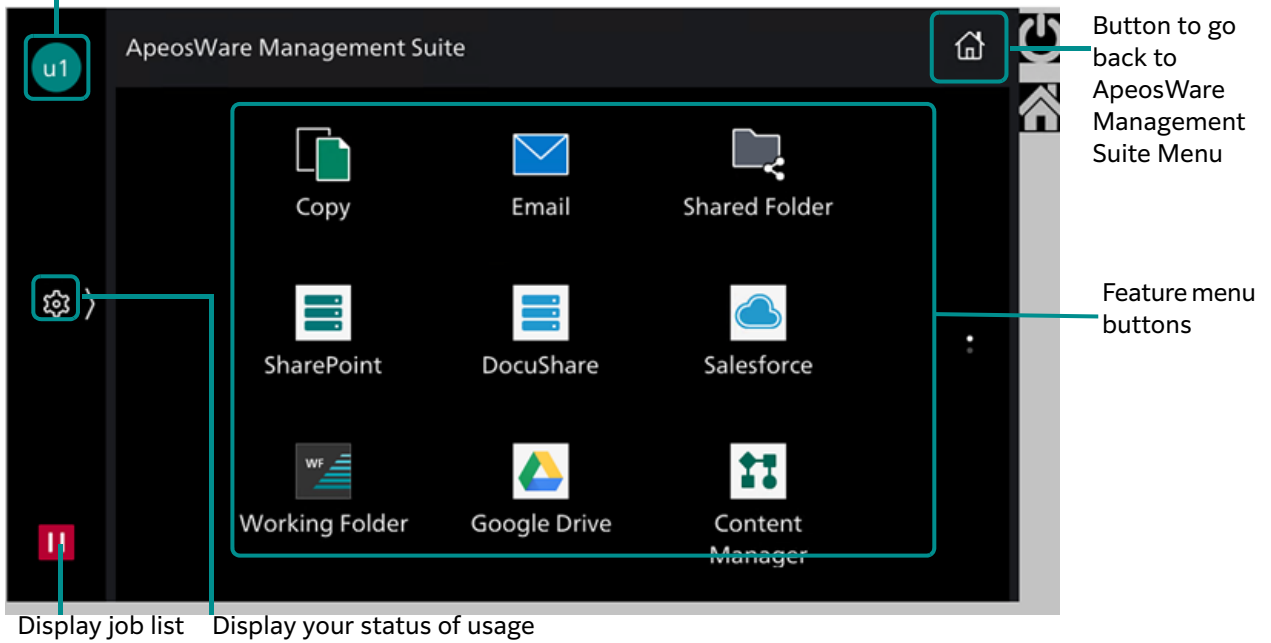 u1
ApeosWare Management Suite
Button to go
back to
ApeosWare
Management
Suite Menu
Copy
Email
Shared Folder
SharePoint
DocuShare
Salesforce
Feature menu
buttons
WF
Working Folder
Google Drive
Content
Manager
Display job list
Display your status of usage